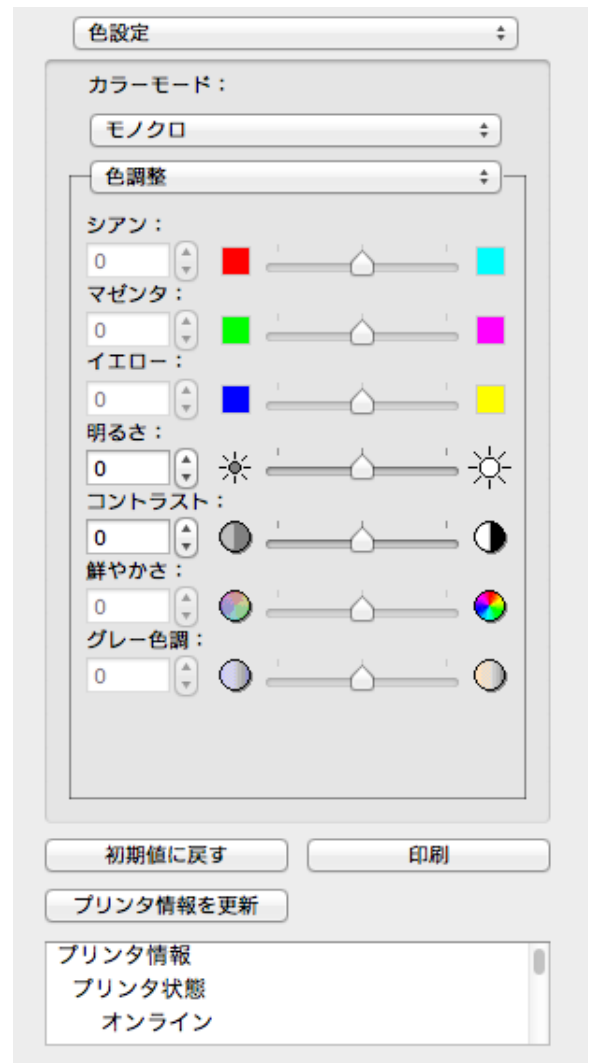 色設定
カラーモード：
モノクロ
色調整
シアン：
0
マゼンタ：
0
イエロー：
0
明るさ：
0
コントラスト：
0
鮮やかさ：
0
グレー色調：
0
初期値に戻す
印刷
プリンタ情報を更新
プリンタ情報
プリンタ状態
オンライン